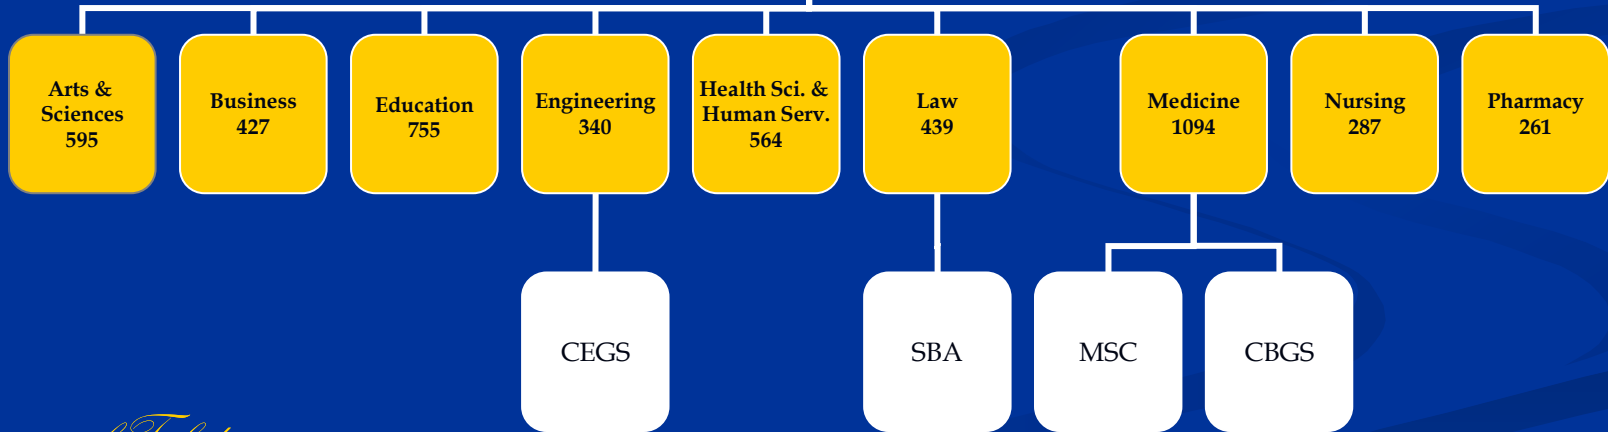 Arts &
Sciences
595
Business
427
Education
755
Engineering
340
Health Sci. &
Human Serv.
564
Law
439
Medicine
1094
Nursing
287
Pharmacy
261
CEGS
SBA
MSC
CBGS